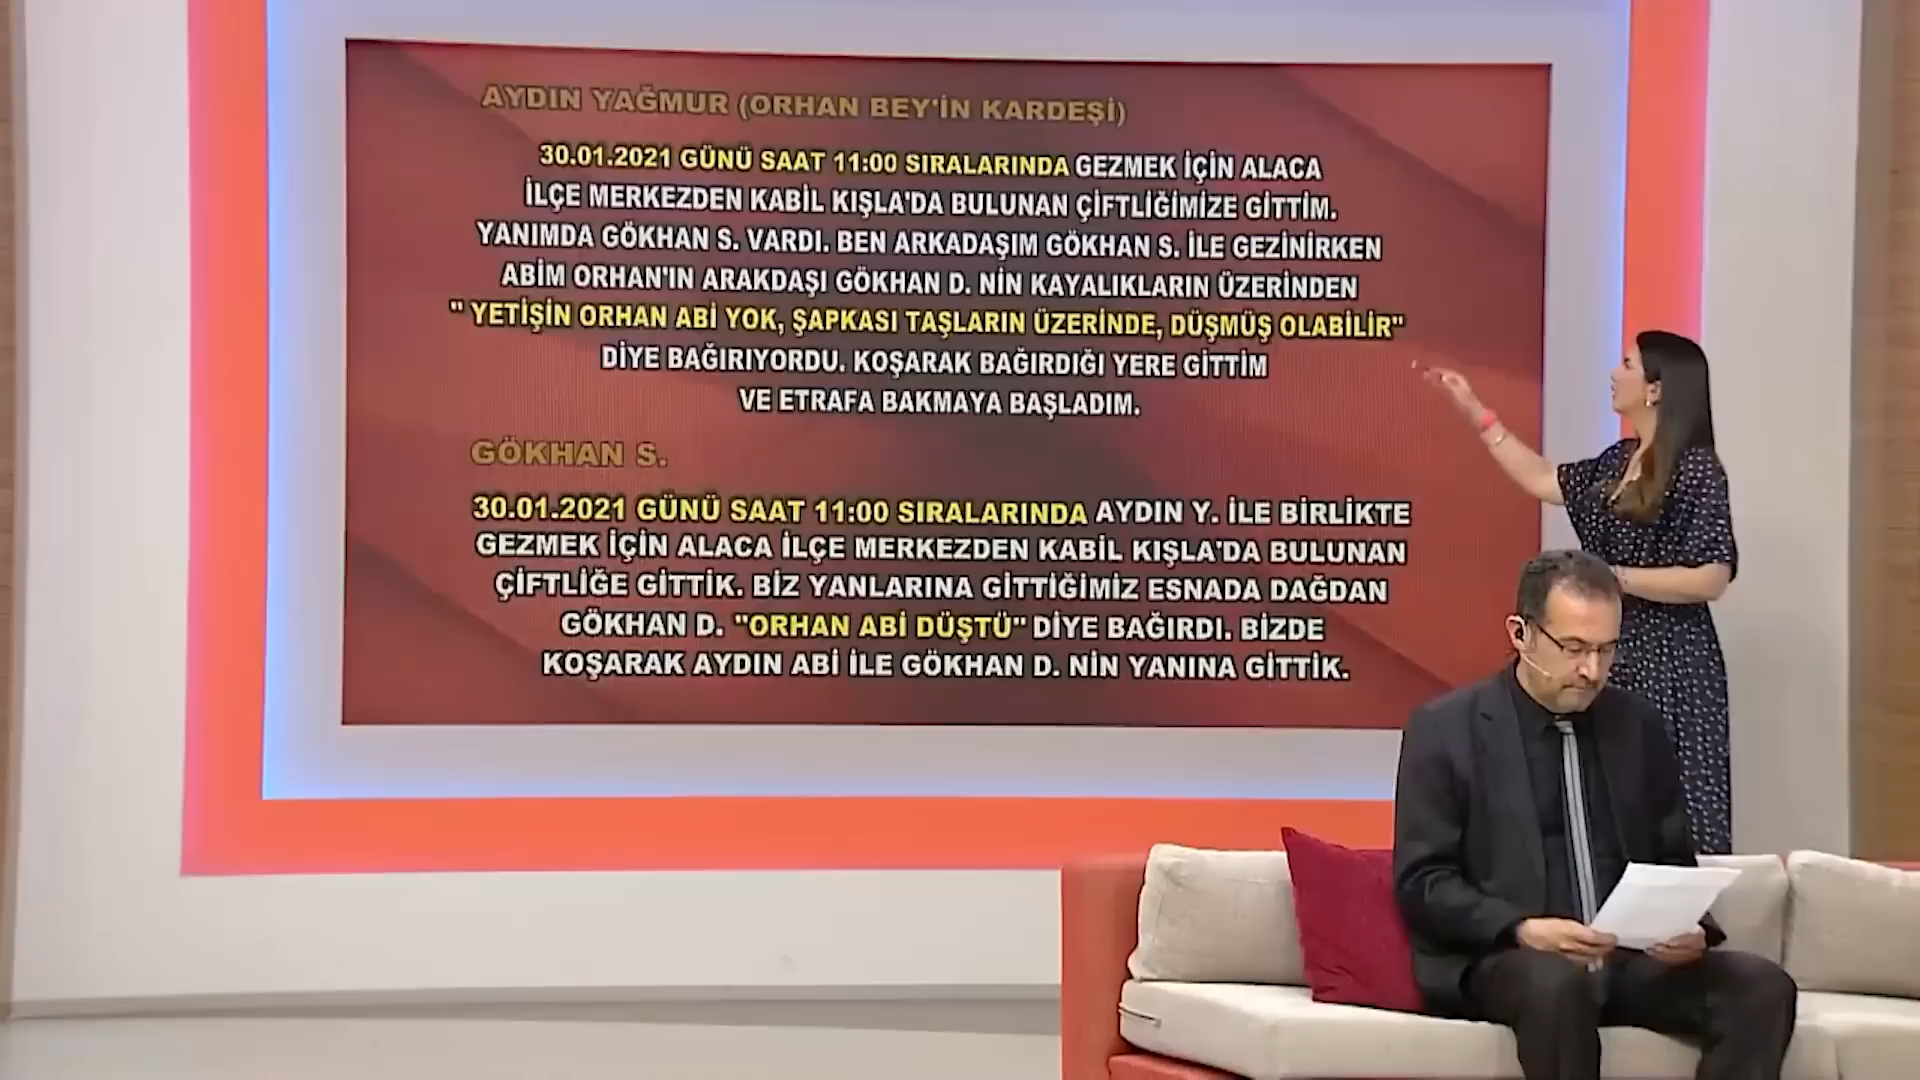 AYDIN YAĞMUR (ORHAN BEY'İN KARDEŞİ)
30.01.2021 GÜNÜ SAAT 11:00 SIRALARINDA GEZMEK İÇİN ALACA
İLÇE MERKEZDEN KABİL KIŞLA'DA BULUNAN ÇİFTLİĞİMİZE GİTTİM.
YANIMDA GÖKHAN S. VARDI. BEN ARKADAŞIM GÖKHAN S. İLE GEZİNİRKEN
ABİM ORHAN'IN ARAKDAŞI GÖKHAN D. NİN KAYALIKLARIN ÜZERİNDEN
" YETİŞİN ORHAN ABİ YOK, ŞAPKASI TAŞLARIN ÜZERİNDE, DÜŞMÜŞ OLABİLİR"
DİYE BAĞIRIYORDU. KOŞARAK BAĞIRDIĞI YERE GİTTİM
VE ETRAFA BAKMAYA BAŞLADIM.
GÖKHAN S.
30.01.2021 GÜNÜ SAAT 11:00 SIRALARINDA AYDIN Y. İLE BİRLİKTE
GEZMEK İÇİN ALACA İLÇE MERKEZDEN KABİL KIŞLA'DA BULUNAN
ÇİFTLİĞE GİTTİK. BİZ YANLARINA GİTTİĞİMİZ ESNADA DAĞDAN
GÖKHAN D. "ORHAN ABİ DÜŞTÜ" DİYE BAĞIRDI. BİZDE
KOŞARAK AYDIN ABİ İLE GÖKHAN D. NİN YANINA GİTTİK.